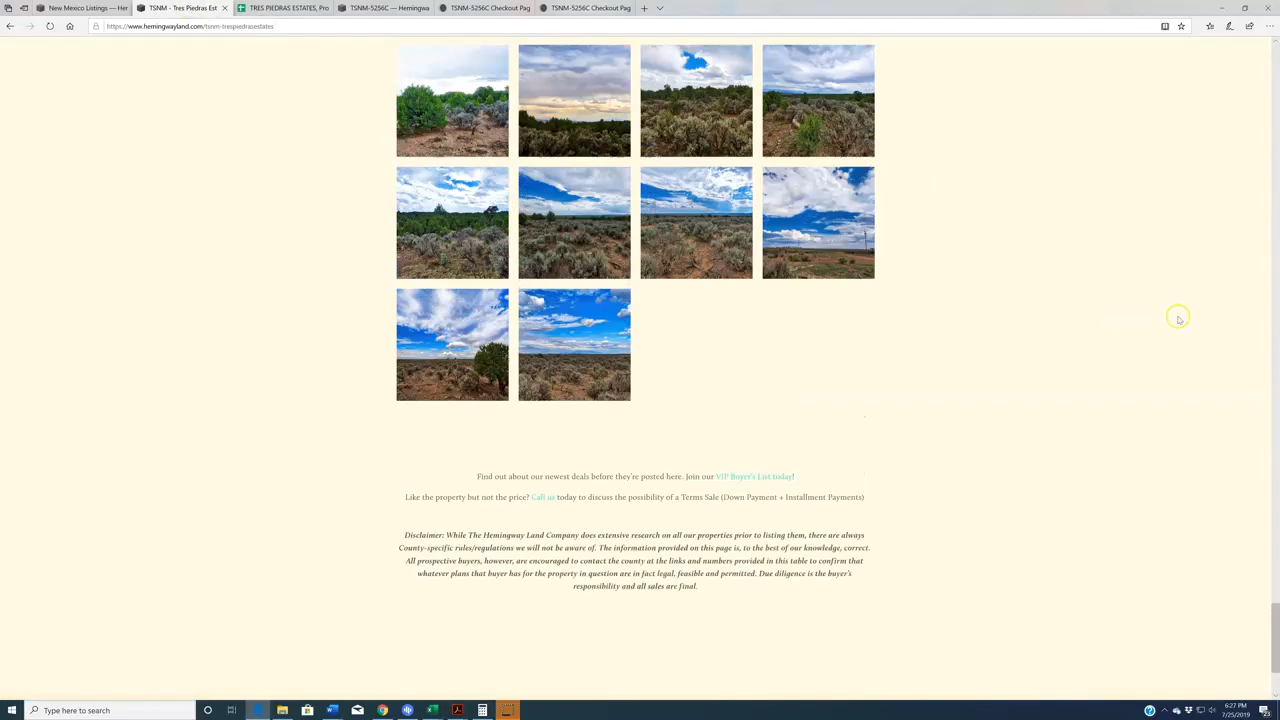 New Mexico Listings — Her
TSNM - Tres Piedras Est
TRES PIEDRAS ESTATES, Pro
TSNM-5256C — Hemingwa
TSNM-5256C Checkout Pag
TSNM-5256C Checkout Pag
https://www.hemingwayland.com/tsnm-trespiedrasestates
Find out about our newest deals before they're posted here. Join our VIP Buyer's List today!
Like the property but not the price? Call us today to discuss the possibility of a Terms Sale (Down Payment + Installment Payments)
Disclaimer: While The Hemingway Land Company does extensive research on all our properties prior to listing them, there are always
County-specific rules/regulations we will not be aware of. The information provided on this page is, to the best of our knowledge, correct.
All prospective buyers, however, are encouraged to contact the county at the links and numbers provided in this table to confirm that
whatever plans that buyer has for the property in question are in fact legal, feasible and permitted. Due diligence is the buyer's
responsibility and all sales are final.
Type here to search
6:27 PM
7/25/2019
23